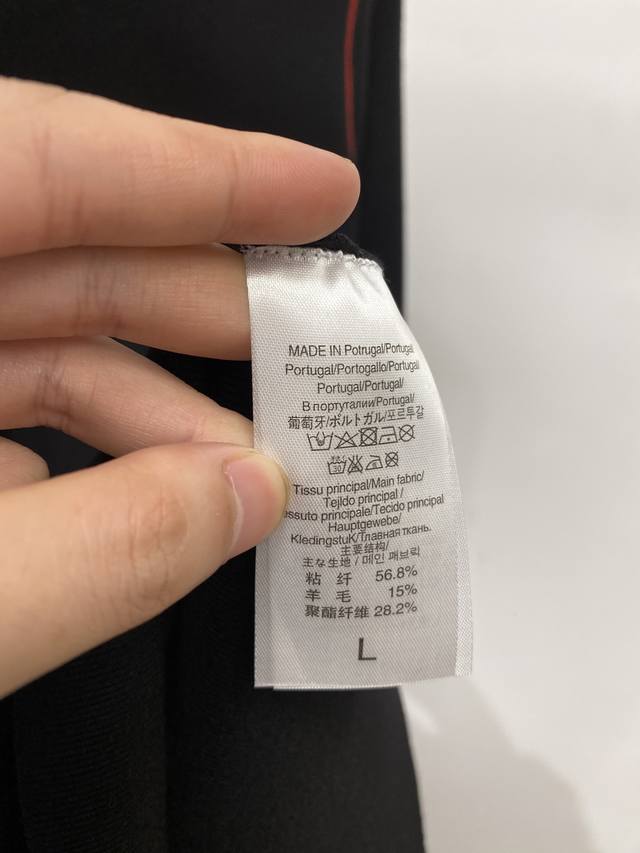 MADE IN Potrugal/Portugal
Portugal/Portogallo/Portugal
Portugal/Portugal/
В португалии/Portugal/
葡萄牙/ポルトガル/포르투갈
30
Tissu principal/Main fabric/
Tejldo principal /
essuto principale/Tecido principal
Hauptgewebe/
KledingstuK/Главная ткань.
主要结构/
主な生地 / 메인 패브릭
粘 纤 56.8%
羊 毛 15%
聚酯纤维 28.2%
L